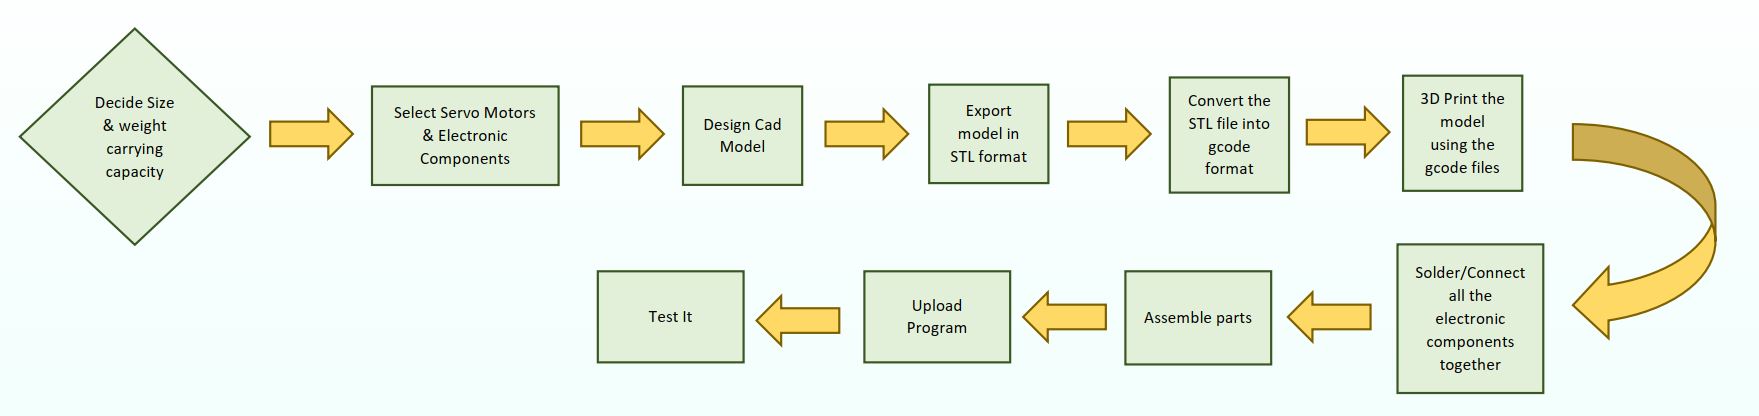 Decide Size
& weight
carrying
capacity
Select Servo Motors
& Electronic
Components
Design Cad
Model
Export
model in
STL format
Convert the
STL file into
gcode
format
3D Print the
model
using the
gcode files
Solder/Connect
all the
electronic
components
together
Assemble parts
Upload
Program
Test It